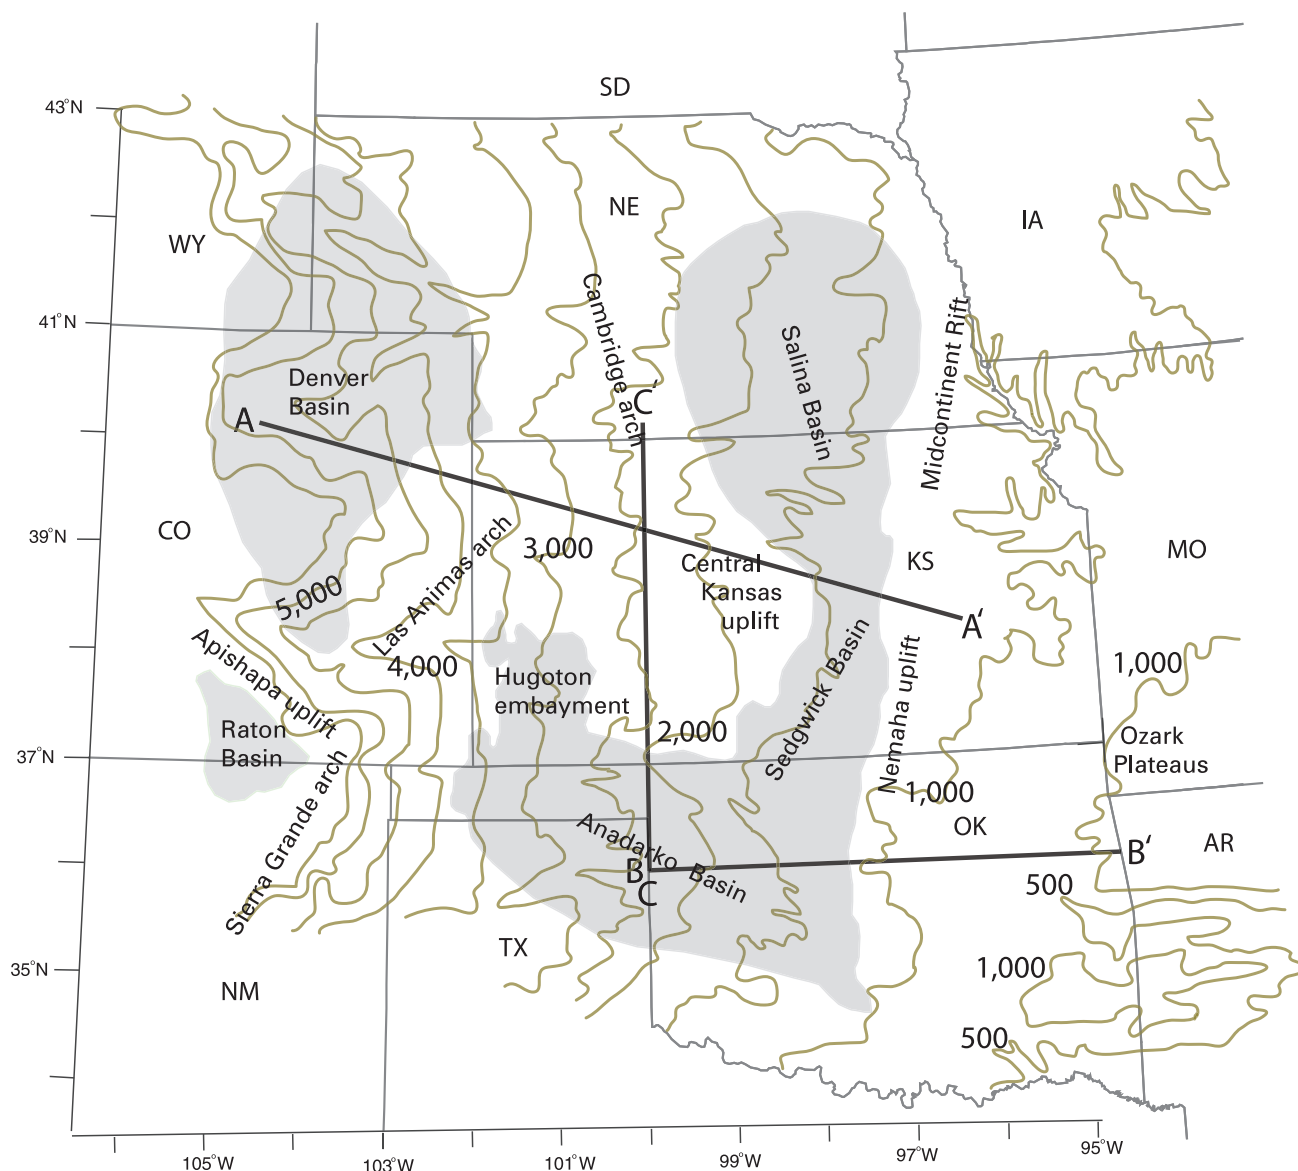 SD
43°N
NE
IA
WY
Cambridge arch
41°N
Midcontinent Rift
Salina Basin
Denver
Basin
C′
A
39°N
CO
3,000
KS
MO
Central
Kansas
uplift
5,000
Las Animas arch
A′
4,000
Apishapa uplift
Hugoton
embayment
Sedgwick Basin
Nemaha uplift
1,000
2,000
Raton
Basin
Ozark
Plateaus
37°N
Sierra Grande arch
1,000
OK
Anadarko Basin
B
C
B′
AR
500
TX
35°N
NM
1,000
500
105°W
103°W
101°W
99°W
97°W
95°W